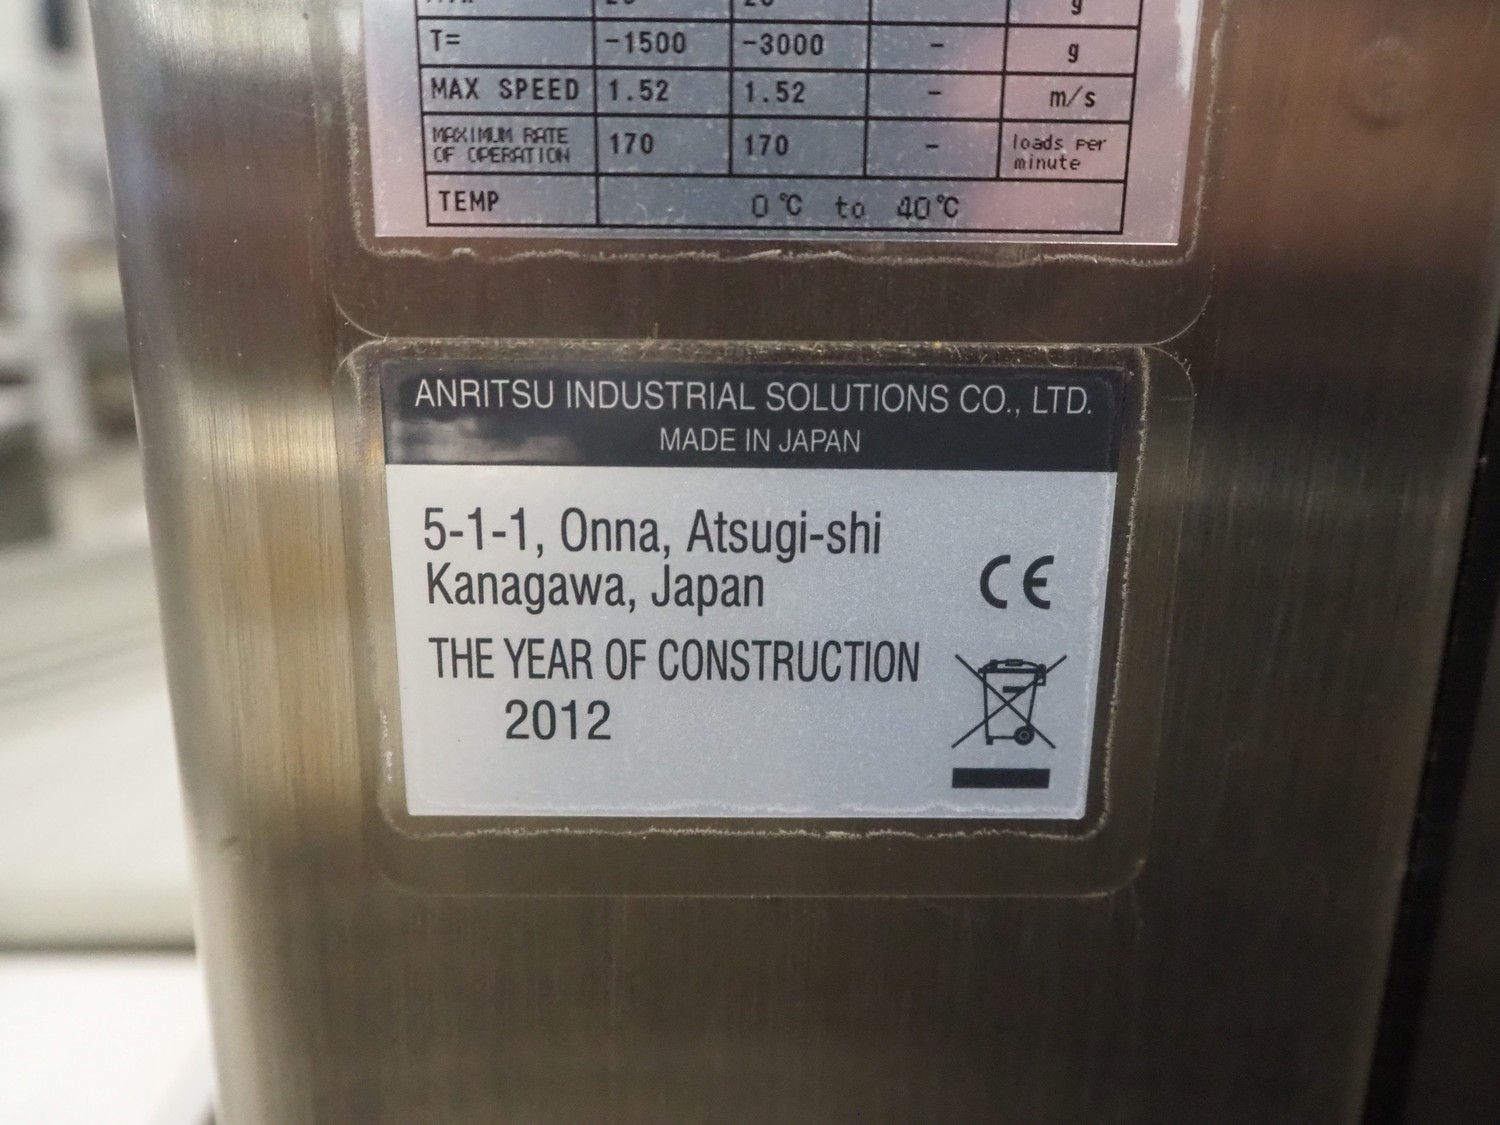 T= -1500 -3000 - g
MAX SPEED 1.52 1.52 - m/s
MAXIMUM RATE OF OPERATION 170 170 - loads per minute
TEMP 0℃ to 40℃
ANRITSU INDUSTRIAL SOLUTIONS CO., LTD.
MADE IN JAPAN
5-1-1, Onna, Atsugi-shi
Kanagawa, Japan
CE
THE YEAR OF CONSTRUCTION
2012